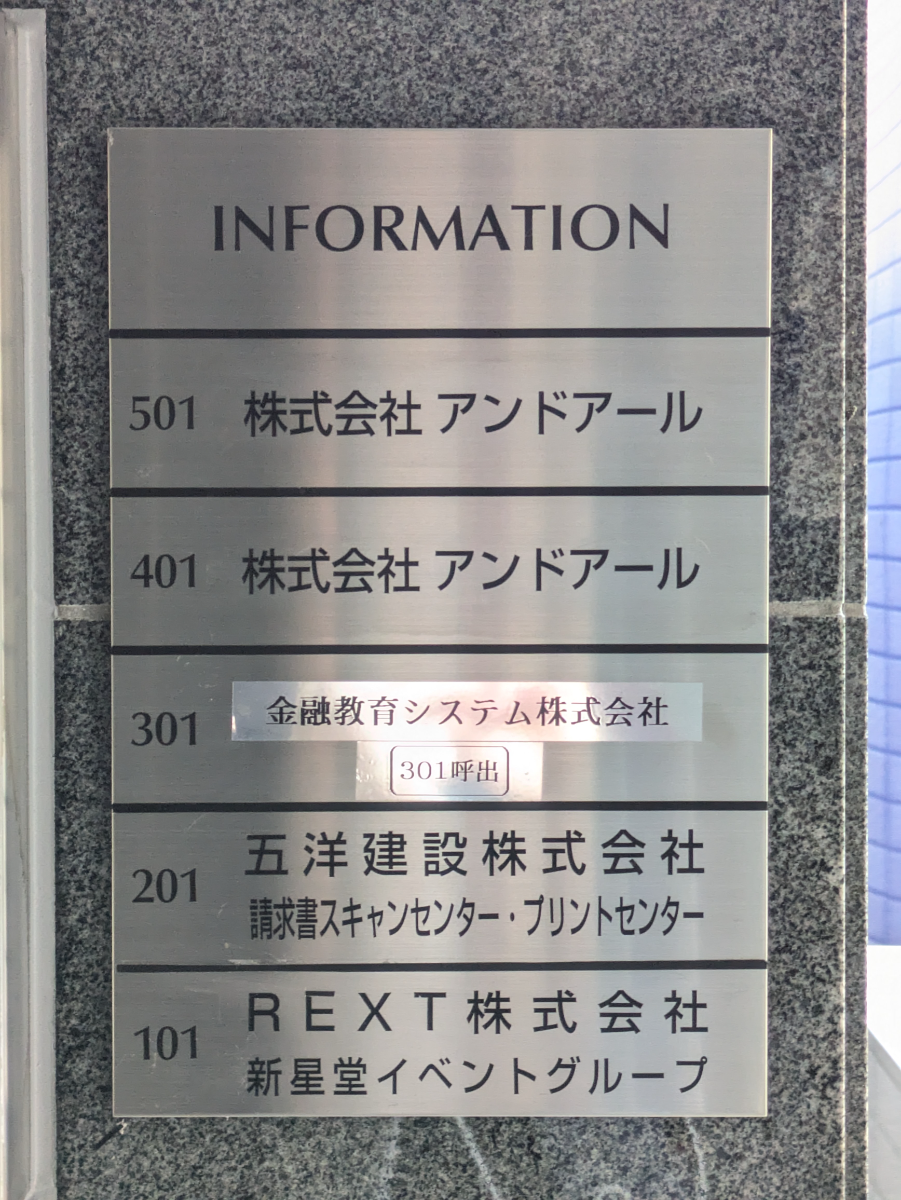 INFORMATION
501 株式会社 アンドアール
401 株式会社 アンドアール
301 金融教育システム株式会社
301呼出
201 五洋建設株式会社
請求書スキャンセンター・プリントセンター
101 REXT株式会社
新星堂イベントグループ